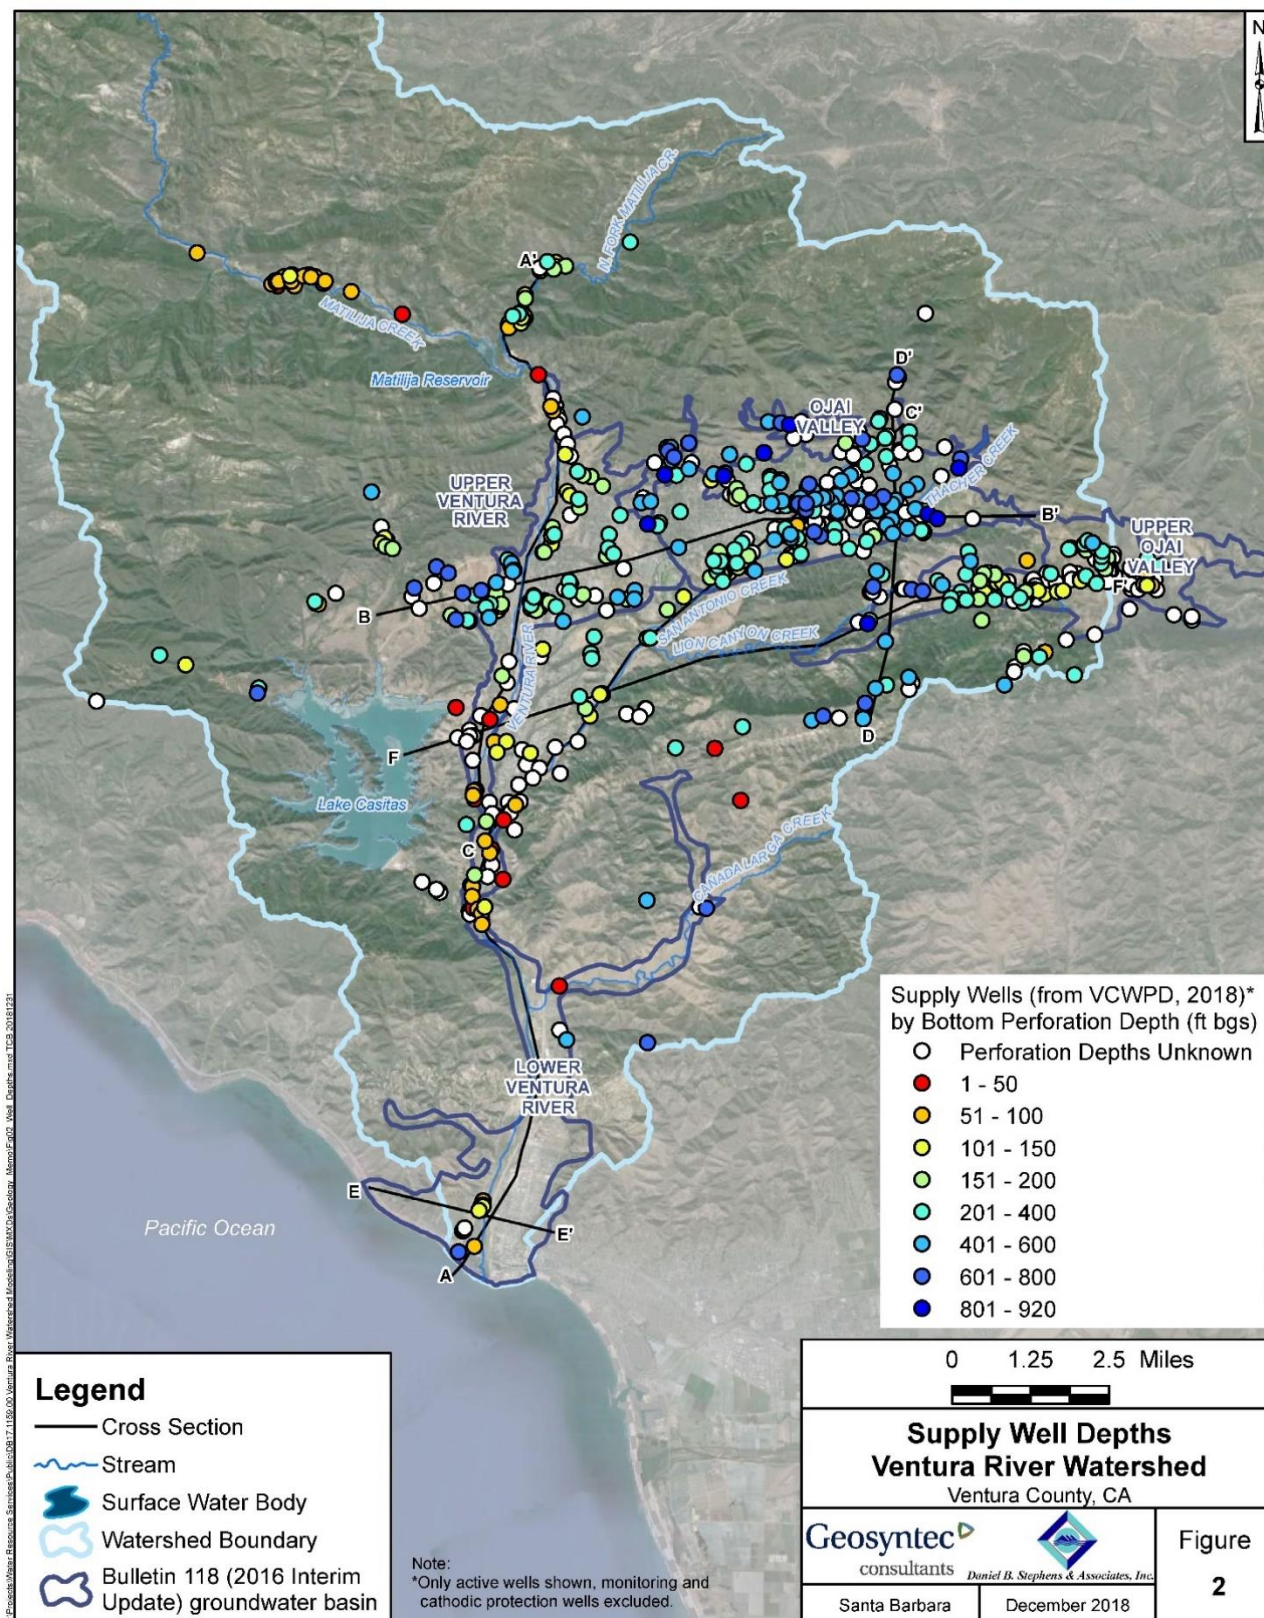 N
N. FORK MATILIJA CR.
A'
MATILIJA CREEK
Matilija Reservoir
D'
OJAI
VALLEY
C'
THACHER CREEK
UPPER
VENTURA
RIVER
B'
UPPER
OJAI
VALLEY
F'
B
SAN ANTONIO CREEK
LION CANYON CREEK
VENTURA RIVER
D
F
Lake Casitas
C
CAÑADA LARGA CREEK
LOWER
VENTURA
RIVER
E
E'
A
Pacific Ocean
Supply Wells (from VCWPD, 2018)*
by Bottom Perforation Depth (ft bgs)
Perforation Depths Unknown
1 - 50
51 - 100
101 - 150
151 - 200
201 - 400
401 - 600
601 - 800
801 - 920
Legend
Cross Section
Stream
Surface Water Body
Watershed Boundary
Bulletin 118 (2016 Interim
Update) groundwater basin
Note:
*Only active wells shown, monitoring and
cathodic protection wells excluded.
0 1.25 2.5 Miles
Supply Well Depths
Ventura River Watershed
Ventura County, CA
Geosyntec
consultants
Daniel B. Stephens & Associates, Inc.
Santa Barbara
December 2018
Figure
2